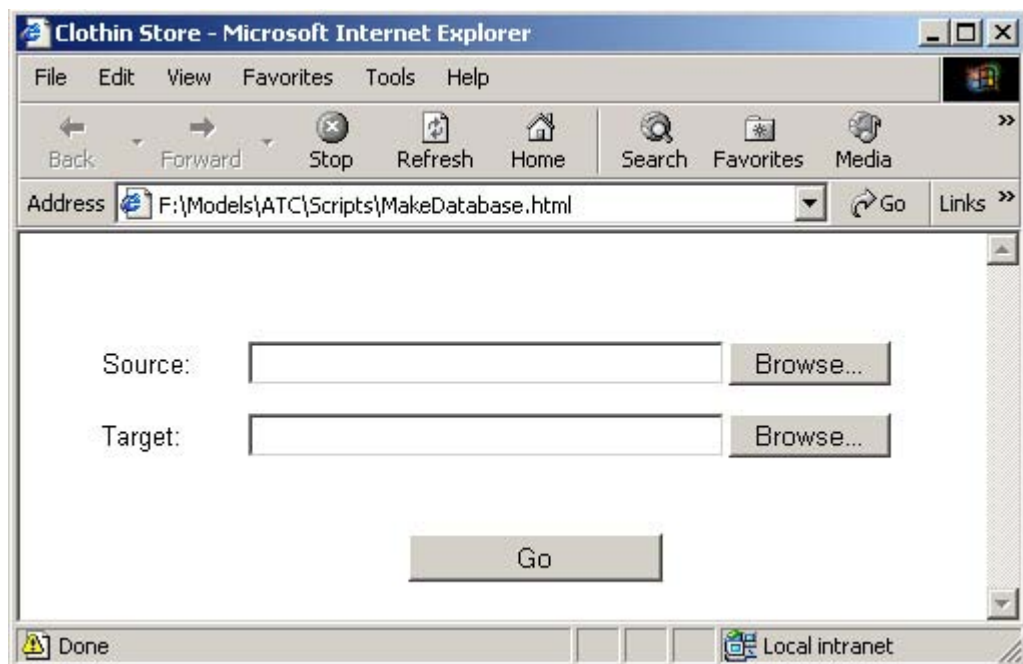 Clothin Store - Microsoft Internet Explorer
File Edit View Favorites Tools Help
Back Forward Stop Refresh Home Search Favorites Media »
Address F:\Models\ATC\Scripts\MakeDatabase.html Go Links »
Source: Browse...
Target: Browse...
Go
Done Local intranet